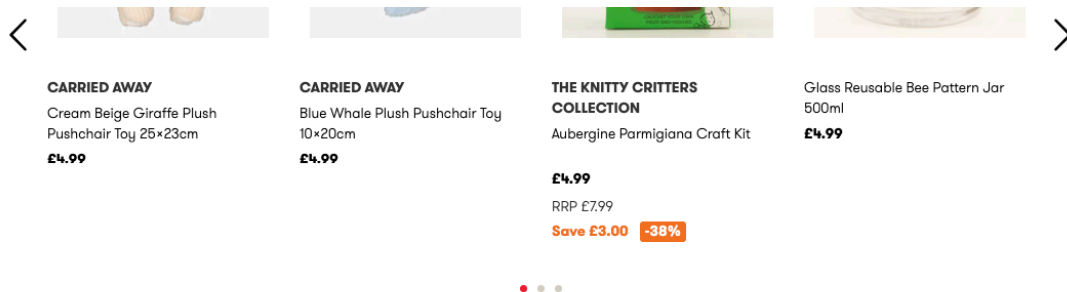 CARRIED AWAY
Cream Beige Giraffe Plush
Pushchair Toy 25×23cm
£4.99
CARRIED AWAY
Blue Whale Plush Pushchair Toy
10×20cm
£4.99
THE KNITTY CRITTERS
COLLECTION
Aubergine Parmigiana Craft Kit
£4.99
RRP £7.99
Save £3.00 -38%
Glass Reusable Bee Pattern Jar
500ml
£4.99